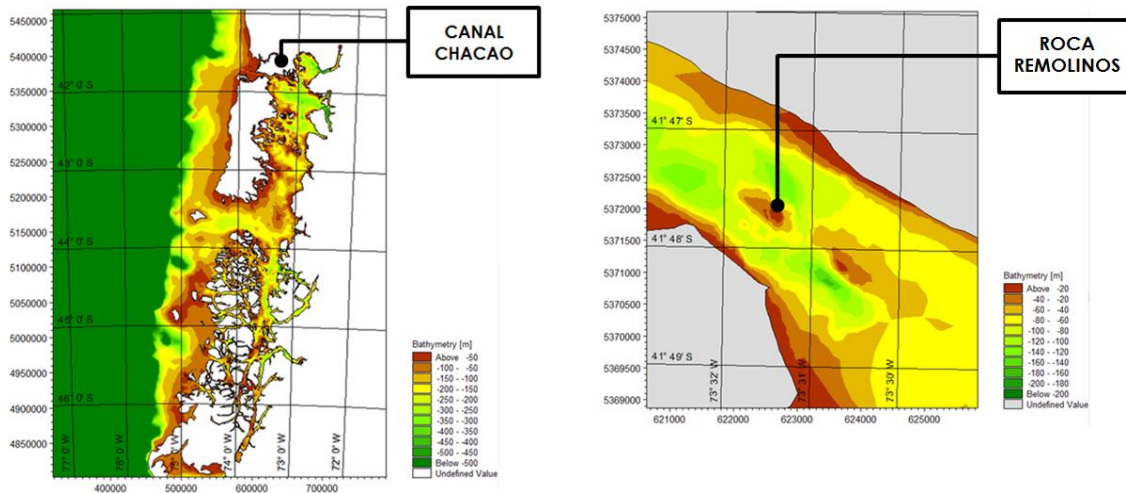 CANAL
CHACAO
5450000
5400000
5350000
5300000
5250000
5200000
5150000
5100000
5050000
5000000
4950000
4900000
4850000
42° 0' S
43° 0' S
44° 0' S
45° 0' S
46° 0' S
77° 0' W
76° 0' W
75° 0' W
74° 0' W
73° 0' W
72° 0' W
400000
500000
600000
700000
Bathymetry [m]
Above -50
-100 - -50
-150 - -100
-200 - -150
-250 - -200
-300 - -250
-350 - -300
-400 - -350
-450 - -400
-500 - -450
Below -500
Undefined Value
ROCA
REMOLINOS
5375000
5374500
5374000
5373500
5373000
5372500
5372000
5371500
5371000
5370500
5370000
5369500
5369000
41° 47' S
41° 48' S
41° 49' S
73° 32' W
73° 31' W
73° 30' W
621000
622000
623000
624000
625000
Bathymetry [m]
Above -20
-40 - -20
-60 - -40
-80 - -60
-100 - -80
-120 - -100
-140 - -120
-160 - -140
-180 - -160
-200 - -180
Below -200
Undefined Value